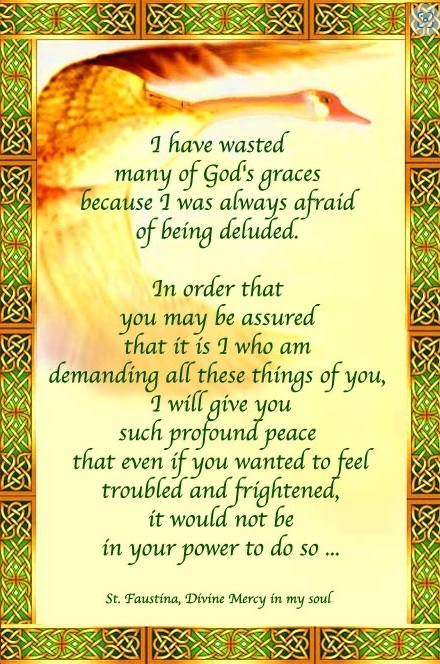 I have wasted
many of God's graces
because I was always afraid
of being deluded.
In order that
you may be assured
that it is I who am
demanding all these things of you,
I will give you
such profound peace
that even if you wanted to feel
troubled and frightened,
it would not be
in your power to do so ...
St. Faustina, Divine Mercy in my soul